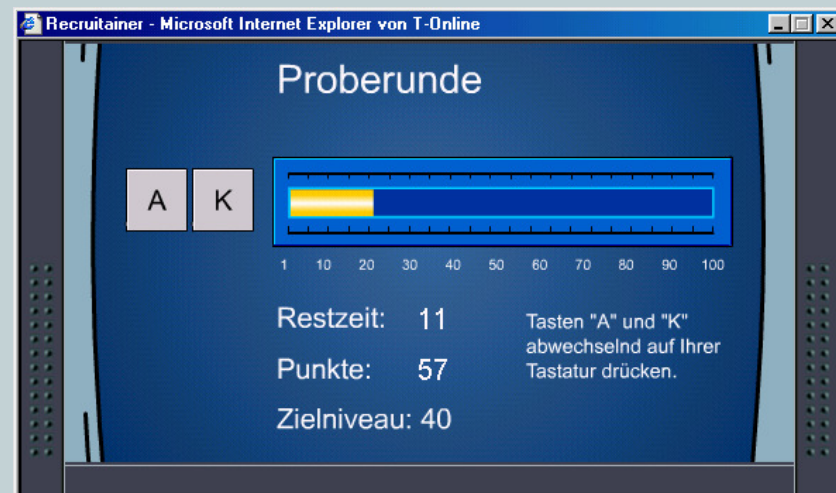 Recruitainer - Microsoft Internet Explorer von T-Online
Proberunde
A K
1 10 20 30 40 50 60 70 80 90 100
Restzeit: 11
Punkte: 57
Zielniveau: 40
Tasten "A" und "K"
abwechselnd auf Ihrer
Tastatur drücken.